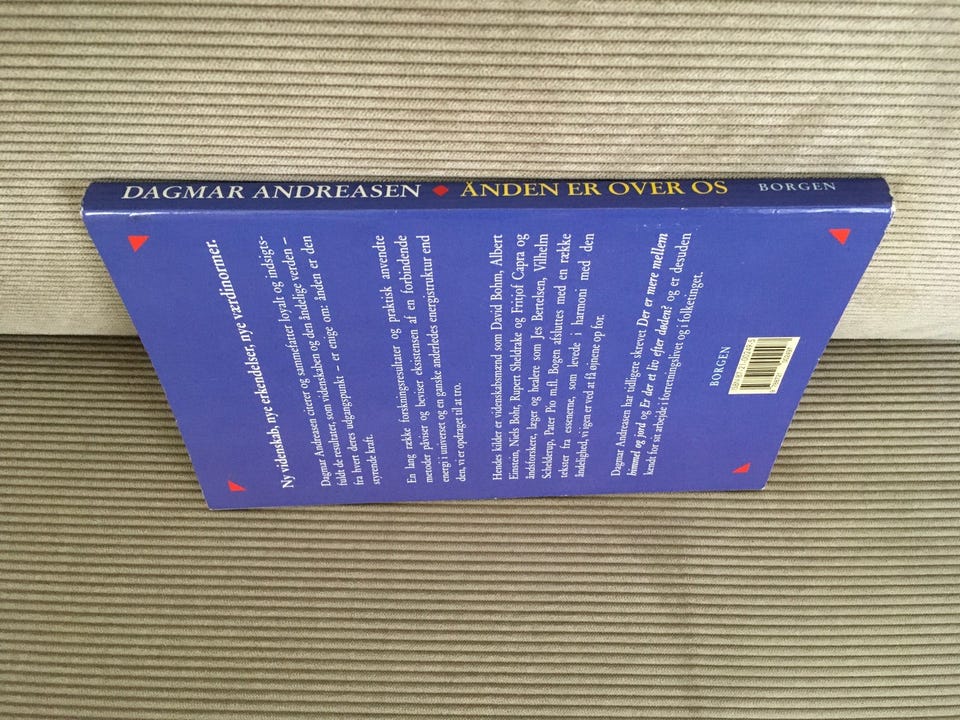 DAGMAR ANDREASEN ÅNDEN ER OVER OS BORGEN
Ny videnskab, nye erkendelser, nye værdinormer.
Dagmar Andreasen citerer og sammenfatter loyalt og indsigts-
fuldt de resultater, som videnskaben og den åndelige verden –
fra hvert deres udgangspunkt – er enige om: ånden er den
styrende kraft.
En lang række forskningsresultater og praktisk anvendte
metoder påviser og beviser eksistensen af en forbindende
energi i universet og en ganske anderledes energistruktur end
den, vi er opdraget til at tro.
Hendes kilder er videnskabsmænd som David Bohm, Albert
Einstein, Niels Bohr, Rupert Sheldrake og Fritjof Capra og
åndsforskere, læger og healere som Jes Bertelsen, Vilhelm
Schelderup, Pater Pio m.fl. Bogen afsluttes med en række
tekster fra essenerne, som levede i harmoni med den
åndelighed, vi igen er ved at få øjnene op for.
Dagmar Andreasen har tidligere skrevet Der er mere mellem
himmel og jord og Er der et liv efter døden? og er desuden
kendt for sit arbejde i foreningslivet og i folketinget.
BORGEN